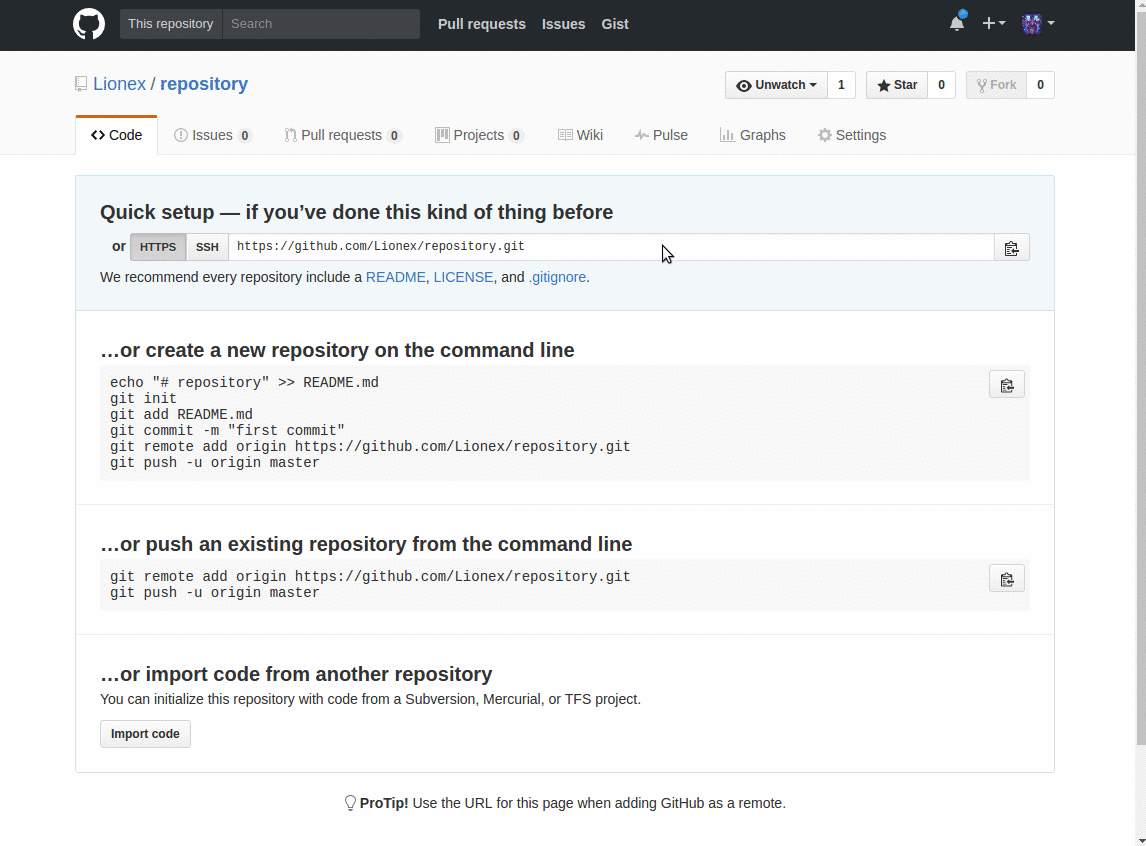 This repository Search Pull requests Issues Gist
Lionex / repository Unwatch 1 Star 0 Fork 0
Code Issues 0 Pull requests 0 Projects 0 Wiki Pulse Graphs Settings
Quick setup — if you’ve done this kind of thing before
or HTTPS SSH https://github.com/Lionex/repository.git
We recommend every repository include a README, LICENSE, and .gitignore.
…or create a new repository on the command line
echo "# repository" >> README.md
git init
git add README.md
git commit -m "first commit"
git remote add origin https://github.com/Lionex/repository.git
git push -u origin master
…or push an existing repository from the command line
git remote add origin https://github.com/Lionex/repository.git
git push -u origin master
…or import code from another repository
You can initialize this repository with code from a Subversion, Mercurial, or TFS project.
Import code
ProTip! Use the URL for this page when adding GitHub as a remote.